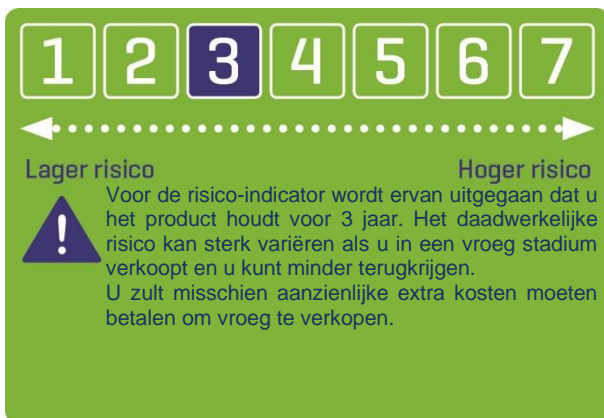 1 2 3 4 5 6 7
Lager risico Hoger risico
Voor de risico-indicator wordt ervan uitgegaan dat u
het product houdt voor 3 jaar. Het daadwerkelijke
risico kan sterk variëren als u in een vroeg stadium
verkoopt en u kunt minder terugkrijgen.
U zult misschien aanzienlijke extra kosten moeten
betalen om vroeg te verkopen.